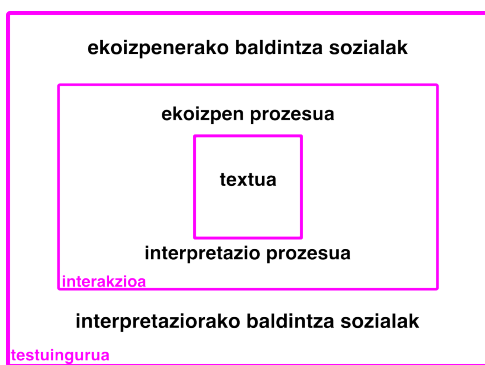 ekoizpenerako baldintza sozialak
ekoizpen prozesua
textua
interpretazio prozesua
interakzioa
interpretaziorako baldintza sozialak
testuingurua